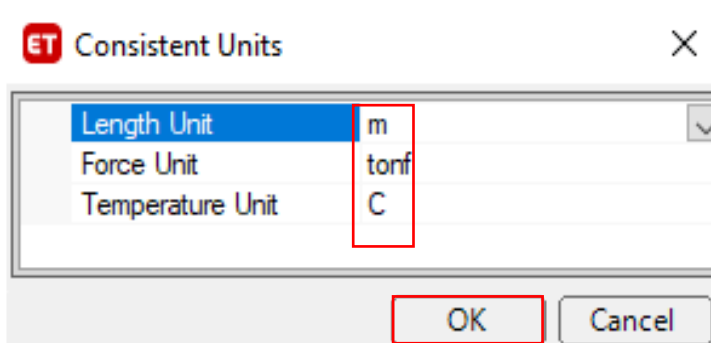 ET Consistent Units
Length Unit m
Force Unit tonf
Temperature Unit C
OK Cancel